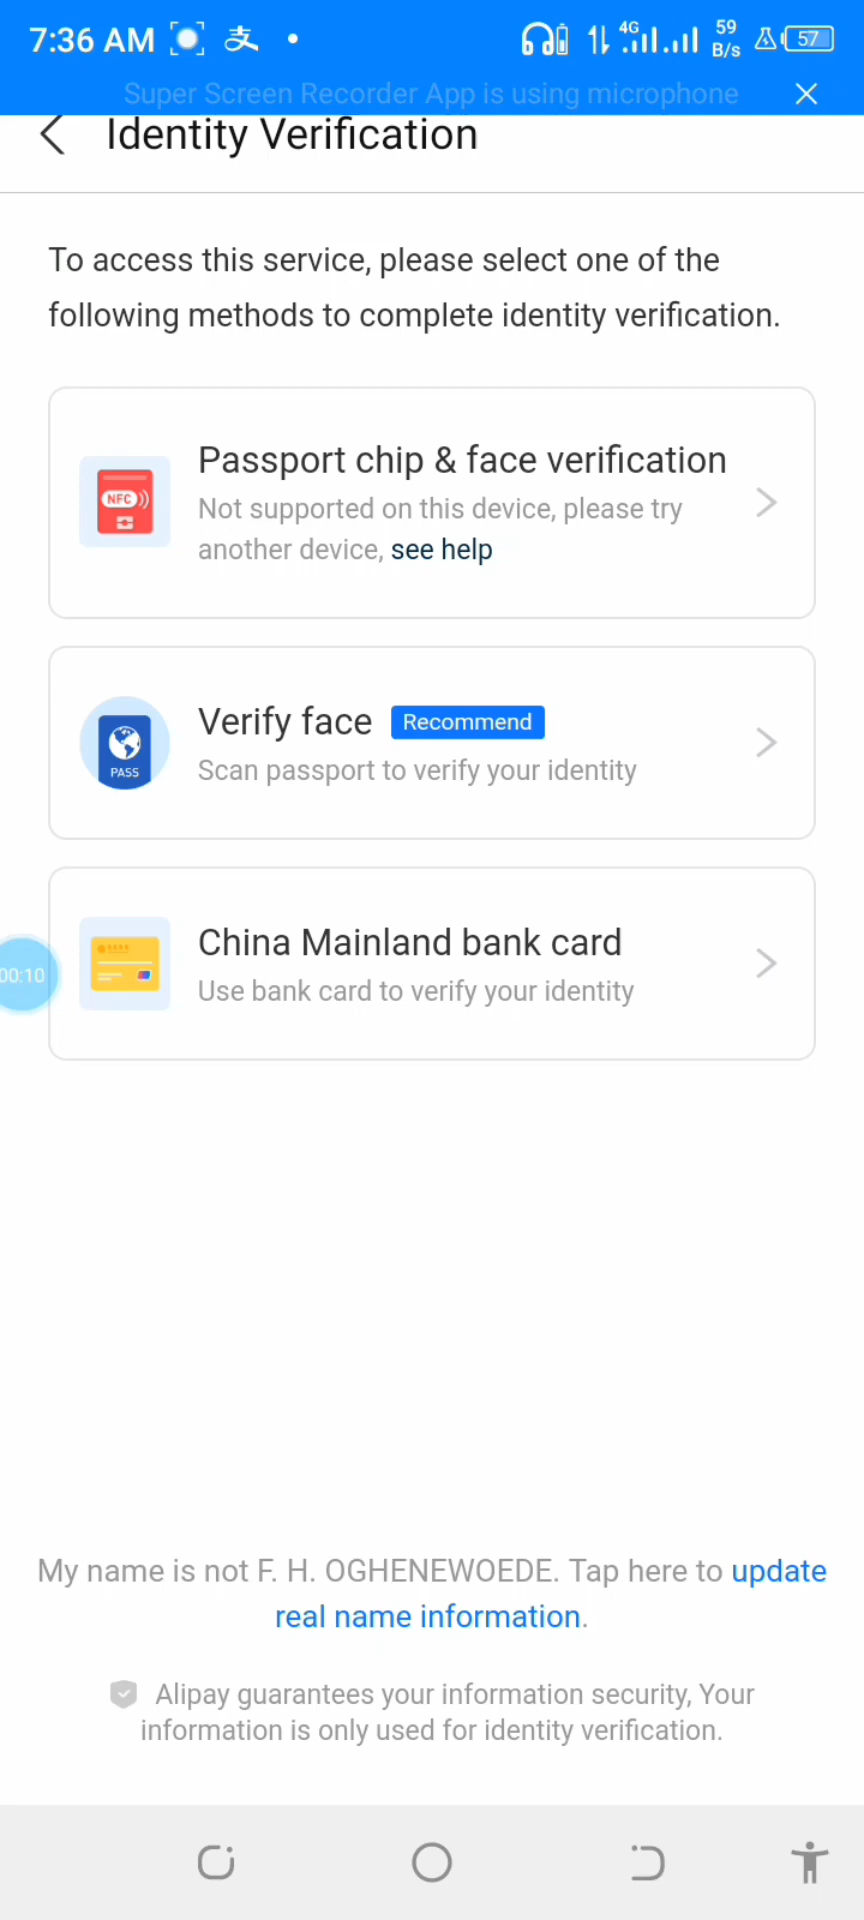 7:36 AM 支 4G 59 B/s 57
Super Screen Recorder App is using microphone
Identity Verification
To access this service, please select one of the
following methods to complete identity verification.
NFC
Passport chip & face verification
Not supported on this device, please try
another device, see help
PASS
Verify face Recommend
Scan passport to verify your identity
00:10
China Mainland bank card
Use bank card to verify your identity
My name is not F. H. OGHENEWOEDE. Tap here to update
real name information.
Alipay guarantees your information security, Your
information is only used for identity verification.